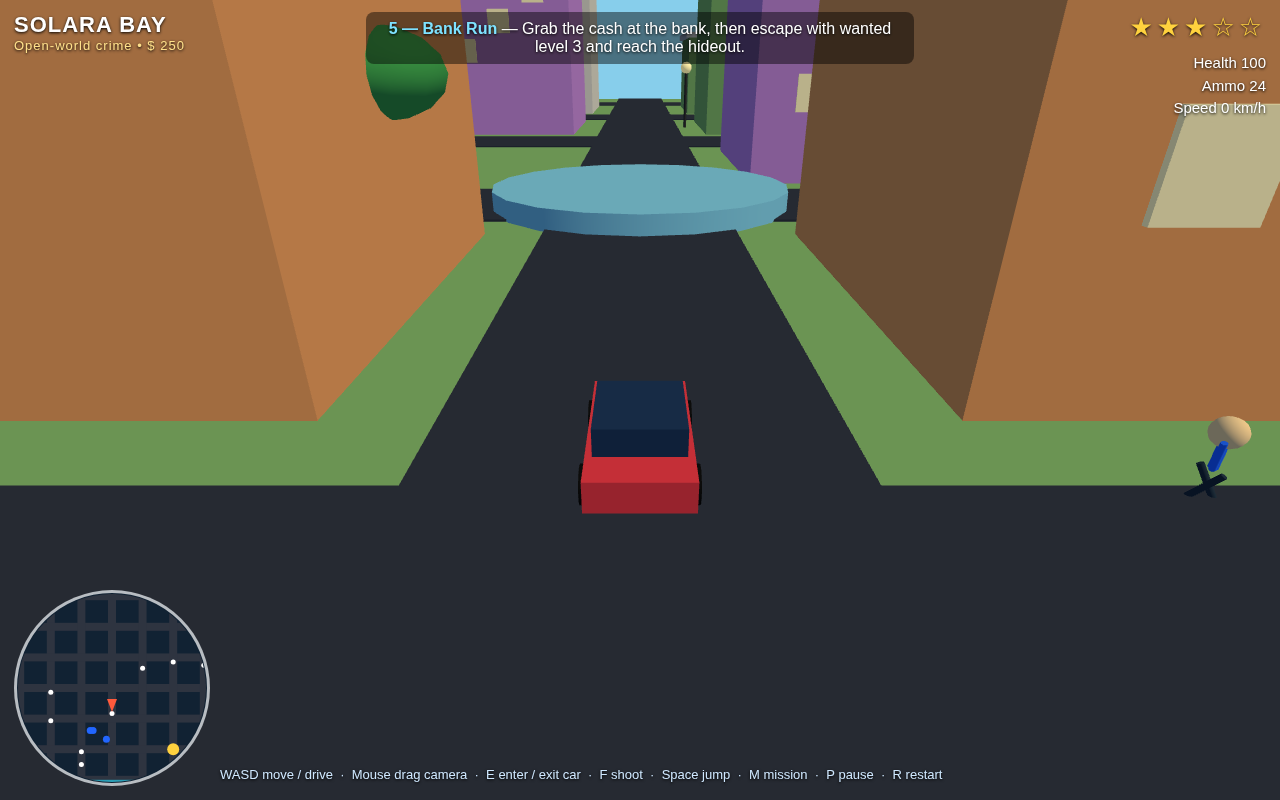 SOLARA BAY
Open-world crime • $ 250
5 — Bank Run — Grab the cash at the bank, then escape with wanted
level 3 and reach the hideout.
★★★☆☆
Health 100
Ammo 24
Speed 0 km/h
WASD move / drive · Mouse drag camera · E enter / exit car · F shoot · Space jump · M mission · P pause · R restart